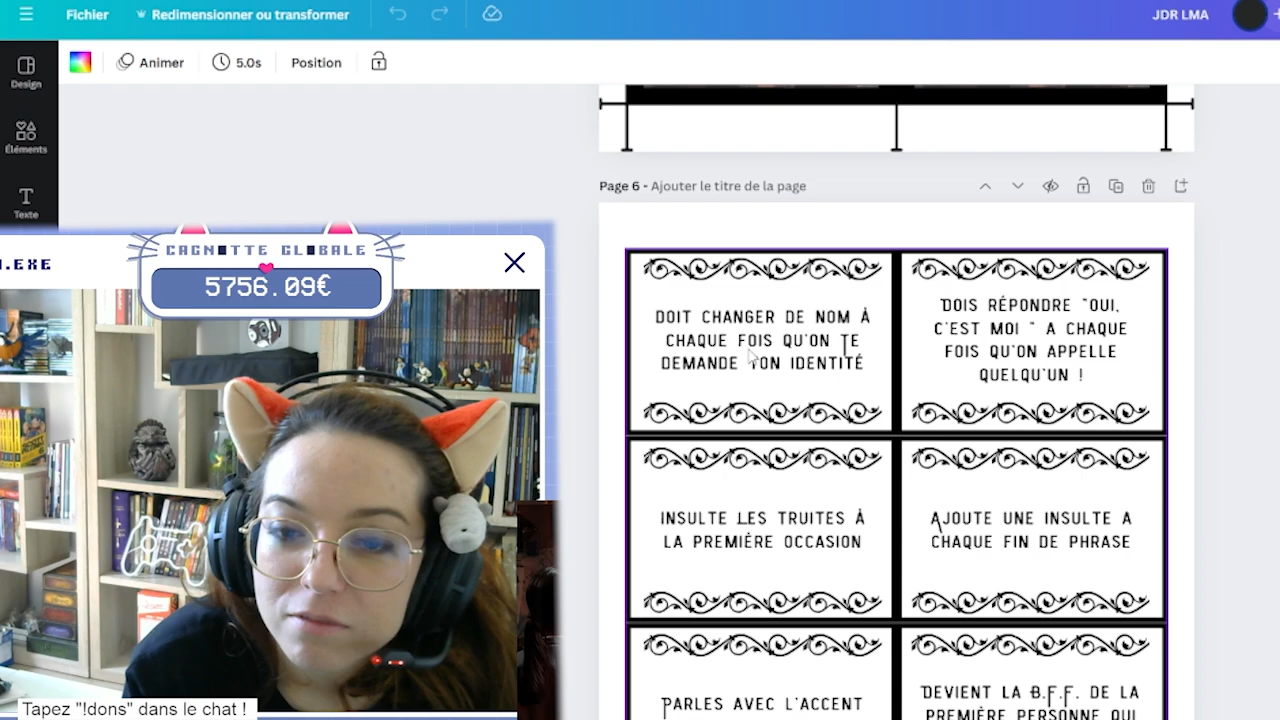 Fichier
Redimensionner ou transformer
JDR LMA
Design
Animer
5.0s
Position
Éléments
Texte
Page 6 - Ajouter le titre de la page
CAGNOTTE GLOBALE
5756.09€
.EXE
DOIT CHANGER DE NOM À
CHAQUE FOIS QU'ON TE
DEMANDE TON IDENTITÉ
DOIS RÉPONDRE "OUI,
C'EST MOI " A CHAQUE
FOIS QU'ON APPELLE
QUELQU'UN !
INSULTE LES TRUITES À
LA PREMIÈRE OCCASION
AJOUTE UNE INSULTE A
CHAQUE FIN DE PHRASE
PARLES AVEC L'ACCENT
DEVIENT LA B.F.F. DE LA
PREMIÈRE PERSONNE QUI
Tapez "!dons" dans le chat !